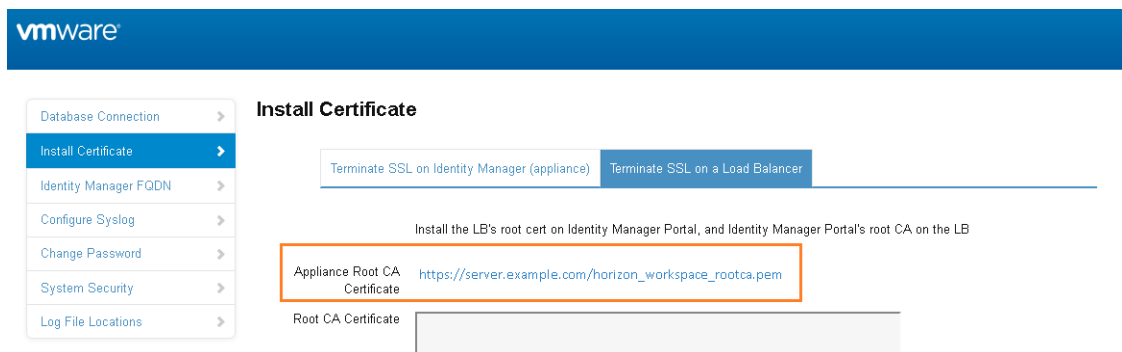 vmware®
Install Certificate
Database Connection
Install Certificate
Identity Manager FQDN
Configure Syslog
Change Password
System Security
Log File Locations
Terminate SSL on Identity Manager (appliance)
Terminate SSL on a Load Balancer
Install the LB's root cert on Identity Manager Portal, and Identity Manager Portal's root CA on the LB
Appliance Root CA
Certificate
https://server.example.com/horizon_workspace_rootca.pem
Root CA Certificate